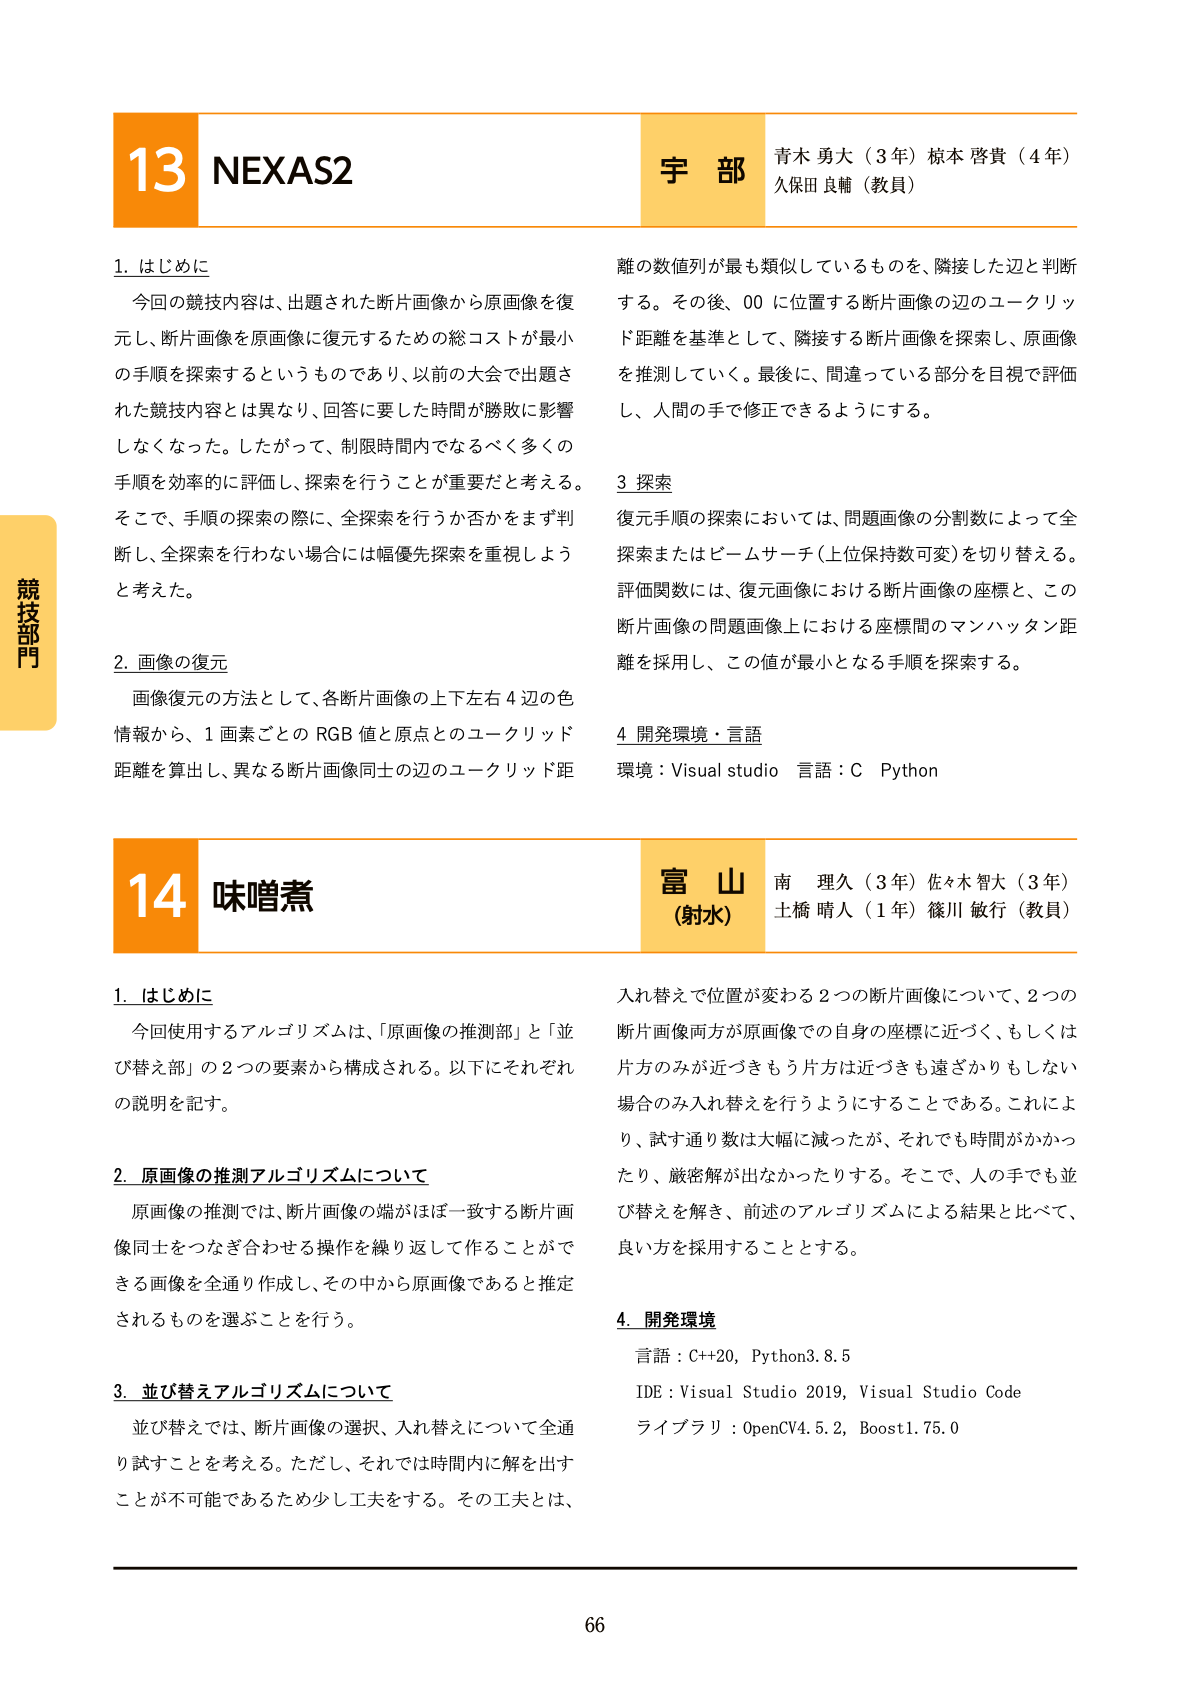 13 NEXAS2
宇 部
青木 勇大（３年）椋本 啓貴（４年）
久保田 良輔（教員）
1. はじめに
今回の競技内容は、出題された断片画像から原画像を復
元し、断片画像を原画像に復元するための総コストが最小
の手順を探索するというものであり、以前の大会で出題さ
れた競技内容とは異なり、回答に要した時間が勝敗に影響
しなくなった。したがって、制限時間内でなるべく多くの
手順を効率的に評価し、探索を行うことが重要だと考える。
そこで、手順の探索の際に、全探索を行うか否かをまず判
断し、全探索を行わない場合には幅優先探索を重視しよう
と考えた。
2. 画像の復元
画像復元の方法として、各断片画像の上下左右 4 辺の色
情報から、1 画素ごとの RGB 値と原点とのユークリッド
距離を算出し、異なる断片画像同士の辺のユークリッド距
離の数値列が最も類似しているものを、隣接した辺と判断
する。その後、00 に位置する断片画像の辺のユークリッ
ド距離を基準として、隣接する断片画像を探索し、原画像
を推測していく。最後に、間違っている部分を目視で評価
し、人間の手で修正できるようにする。
3 探索
復元手順の探索においては、問題画像の分割数によって全
探索またはビームサーチ（上位保持数可変）を切り替える。
評価関数には、復元画像における断片画像の座標と、この
断片画像の問題画像上における座標間のマンハッタン距
離を採用し、この値が最小となる手順を探索する。
4 開発環境・言語
環境：Visual studio 言語：C Python
競技部門
14 味噌煮
富 山
(射水)
南 理久（３年）佐々木 智大（３年）
土橋 晴人（１年）篠川 敏行（教員）
1. はじめに
今回使用するアルゴリズムは、「原画像の推測部」と「並
び替え部」の２つの要素から構成される。以下にそれぞれ
の説明を記す。
2. 原画像の推測アルゴリズムについて
原画像の推測では、断片画像の端がほぼ一致する断片画
像同士をつなぎ合わせる操作を繰り返して作ることがで
きる画像を全通り作成し、その中から原画像であると推定
されるものを選ぶことを行う。
3. 並び替えアルゴリズムについて
並び替えでは、断片画像の選択、入れ替えについて全通
り試すことを考える。ただし、それでは時間内に解を出す
ことが不可能であるため少し工夫をする。その工夫とは、
入れ替えで位置が変わる２つの断片画像について、２つの
断片画像両方が原画像での自身の座標に近づく、もしくは
片方のみが近づきもう片方は近づきも遠ざかりもしない
場合のみ入れ替えを行うようにすることである。これによ
り、試す通り数は大幅に減ったが、それでも時間がかかっ
たり、厳密解が出なかったりする。そこで、人の手でも並
び替えを解き、前述のアルゴリズムによる結果と比べて、
良い方を採用することとする。
4. 開発環境
言語：C++20, Python3.8.5
IDE：Visual Studio 2019, Visual Studio Code
ライブラリ：OpenCV4.5.2, Boost1.75.0
66